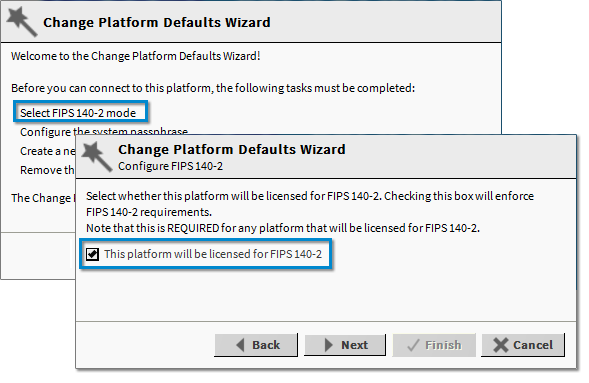 Change Platform Defaults Wizard
Welcome to the Change Platform Defaults Wizard!
Before you can connect to this platform, the following tasks must be completed:
Select FIPS 140-2 mode
Configure the system passphrase
Create a ne
Remove th
The Change
Change Platform Defaults Wizard
Configure FIPS 140-2
Select whether this platform will be licensed for FIPS 140-2. Checking this box will enforce
FIPS 140-2 requirements.
Note that this is REQUIRED for any platform that will be licensed for FIPS 140-2.
This platform will be licensed for FIPS 140-2
Back Next Finish Cancel